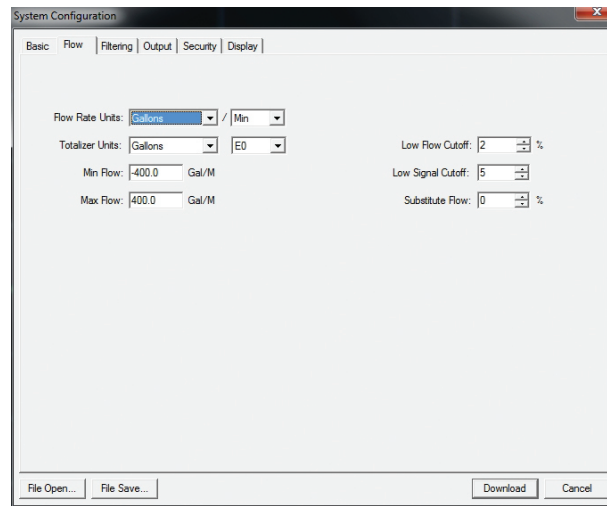 System Configuration
Basic Flow Filtering Output Security Display
Flow Rate Units: Gallons / Min
Totalizer Units: Gallons E0 Low Flow Cutoff: 2 %
Min Flow: -400.0 Gal/M Low Signal Cutoff: 5
Max Flow: 400.0 Gal/M Substitute Flow: 0 %
File Open... File Save... Download Cancel